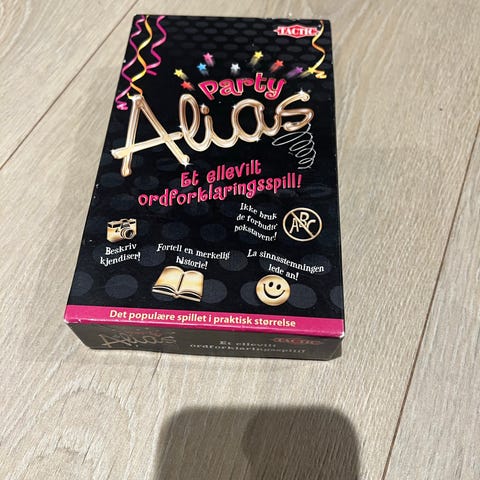 TACTIC
Party
Alias
Et ellevilt
ordforklaringsspill!
Ikke bruk
de forbudte
bokstavene!
ABC
Beskriv
kjendiser!
Fortell en merkelig
historie!
La sinnsstemningen
lede an!
Det populære spillet i praktisk størrelse
Alias
Et ellevilt
ordforklaringsspill!
TACTIC